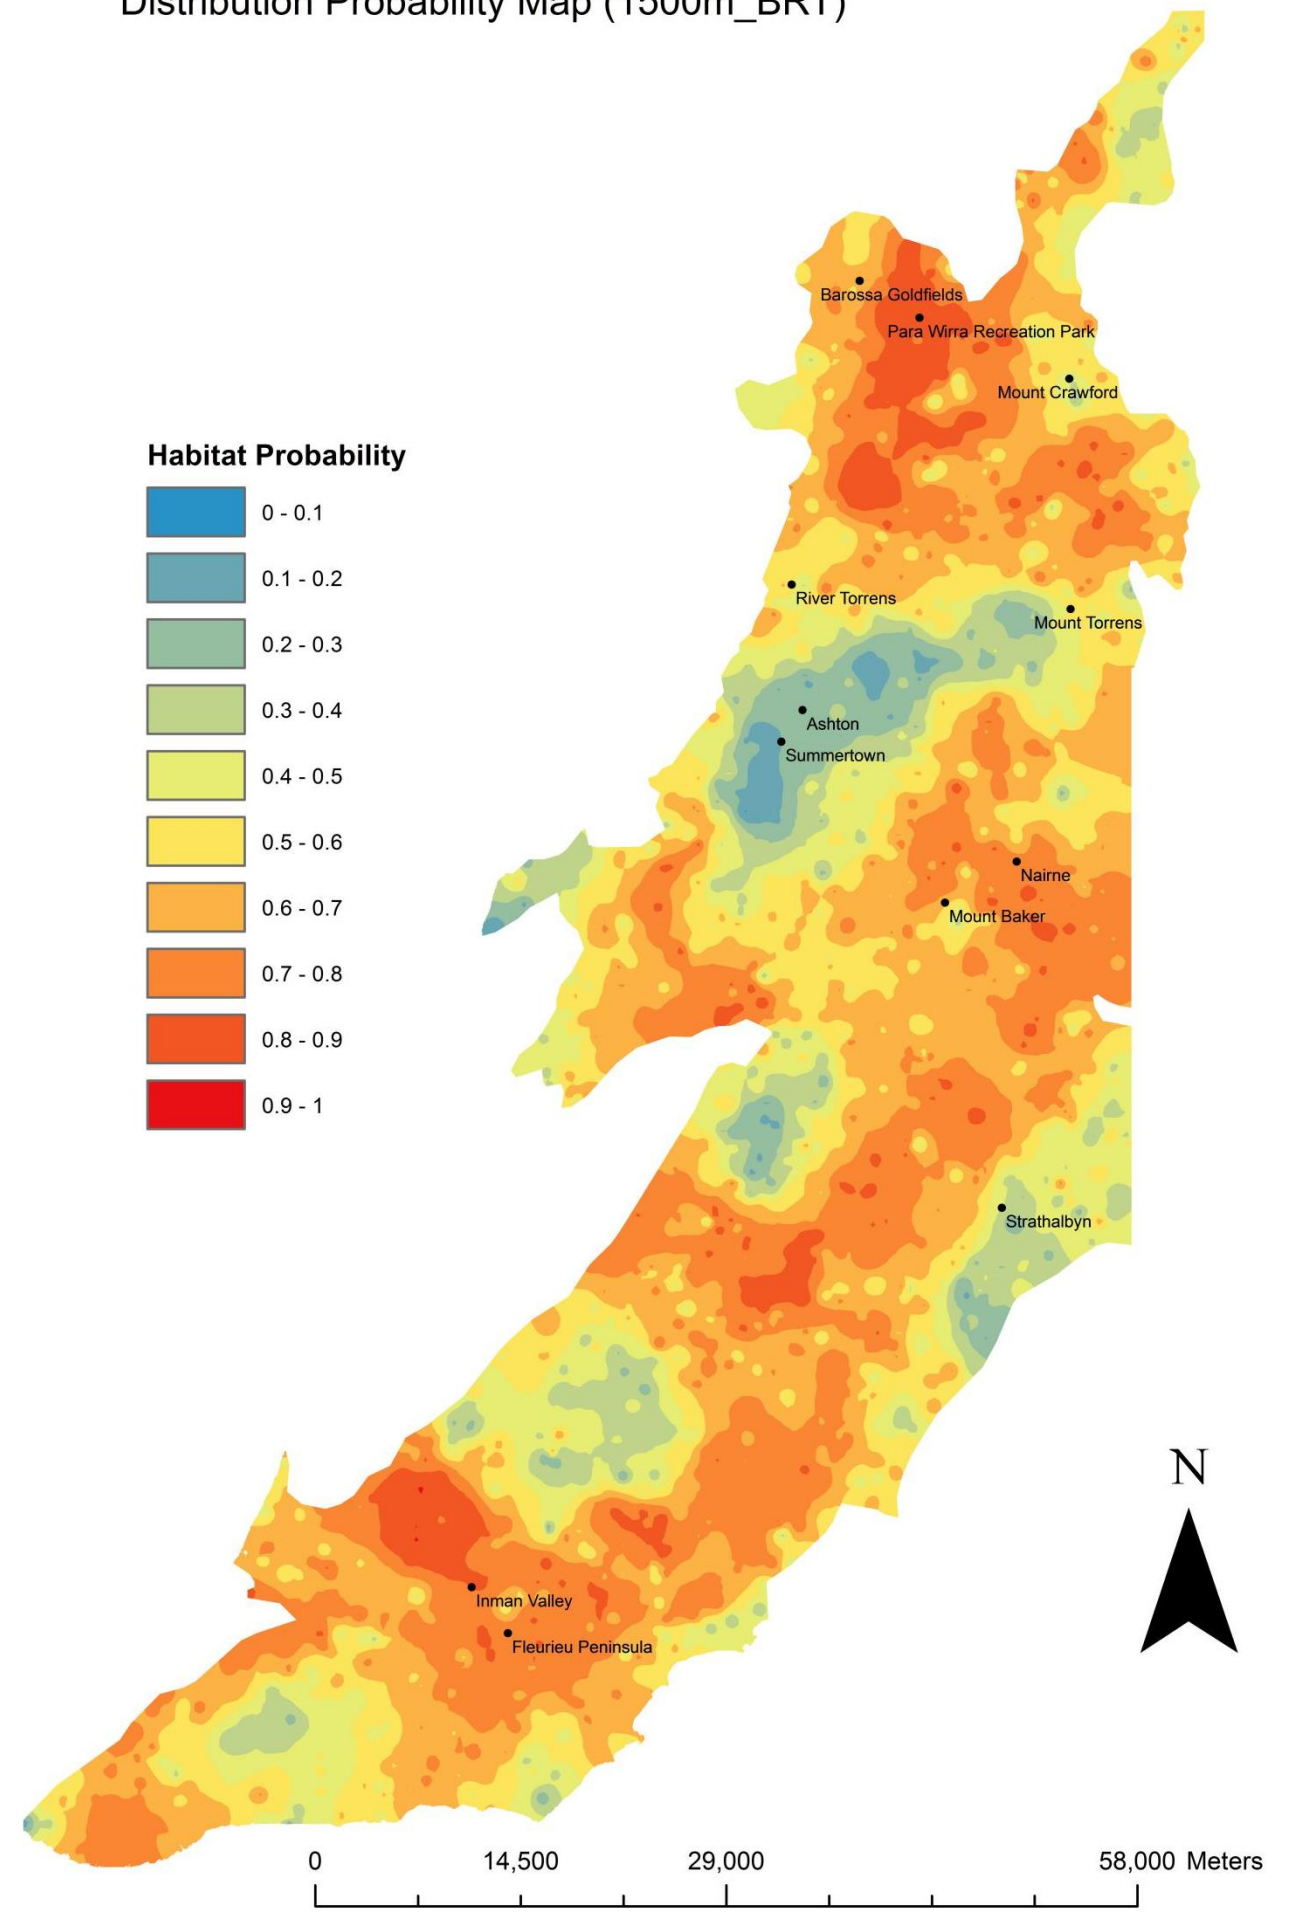 Distribution Probability Map (1500m_BRT)
Barossa Goldfields
Para Wirra Recreation Park
Mount Crawford
Habitat Probability
0 - 0.1
0.1 - 0.2
0.2 - 0.3
0.3 - 0.4
0.4 - 0.5
0.5 - 0.6
0.6 - 0.7
0.7 - 0.8
0.8 - 0.9
0.9 - 1
River Torrens
Mount Torrens
Ashton
Summertown
Nairne
Mount Baker
Strathalbyn
N
Inman Valley
Fleurieu Peninsula
0 14,500 29,000 58,000 Meters